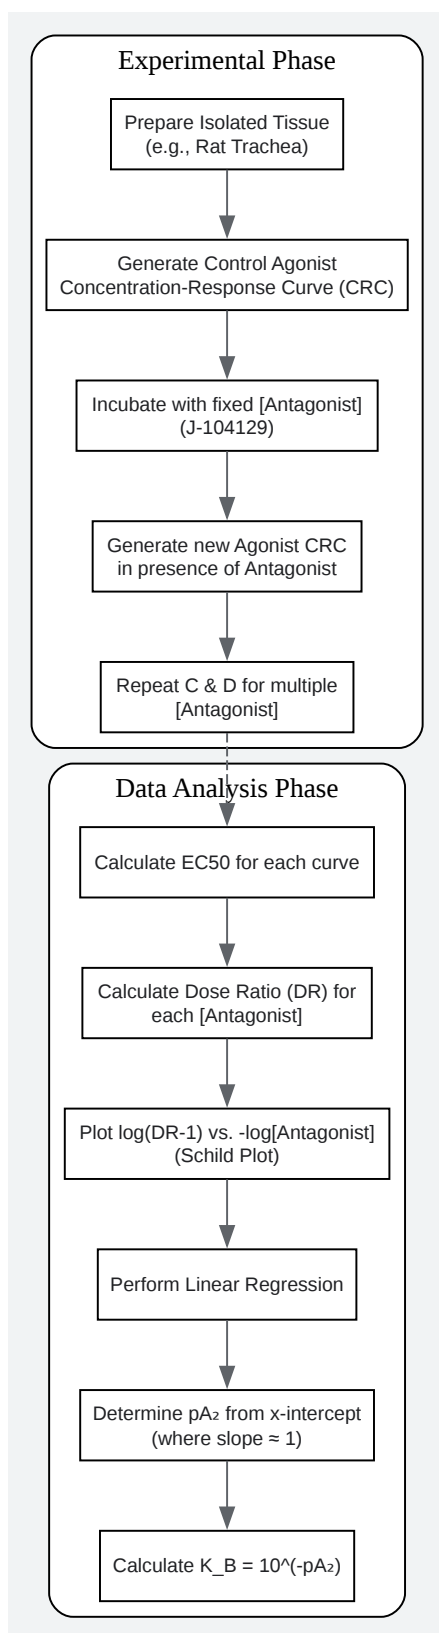 Experimental Phase
Prepare Isolated Tissue
(e.g., Rat Trachea)
Generate Control Agonist
Concentration-Response Curve (CRC)
Incubate with fixed [Antagonist]
(J-104129)
Generate new Agonist CRC
in presence of Antagonist
Repeat C & D for multiple
[Antagonist]
Data Analysis Phase
Calculate EC50 for each curve
Calculate Dose Ratio (DR) for
each [Antagonist]
Plot log(DR-1) vs. -log[Antagonist]
(Schild Plot)
Perform Linear Regression
Determine pA₂ from x-intercept
(where slope ≈ 1)
Calculate K_B = 10^(-pA₂)